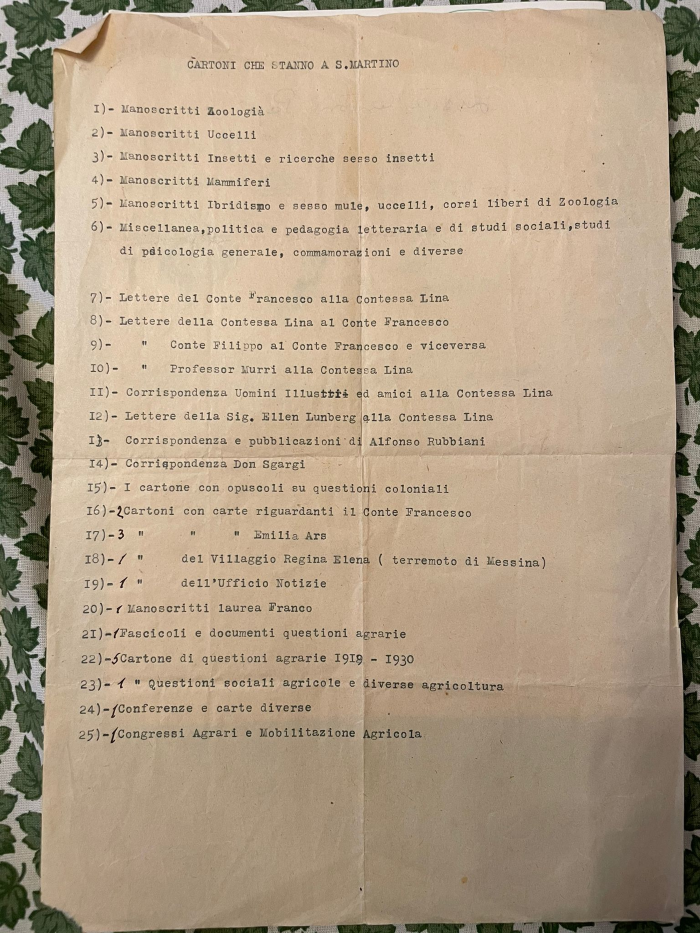 CARTONI CHE STANNO A S.MARTINO
I)- Manoscritti Zoologià
2)- Manoscritti Uccelli
3)- Manoscritti Insetti e ricerche sesso insetti
4)- Manoscritti Mammiferi
5)- Manoscritti Ibridismo e sesso mule, uccelli, corsi liberi di Zoologia
6)- Miscellanea,politica e pedagogia letteraria e di studi sociali,studi
di psicologia generale, commamorazioni e diverse
7)- Lettere del Conte Francesco alla Contessa Lina
8)- Lettere della Contessa Lina al Conte Francesco
9)- " Conte Filippo al Conte Francesco e viceversa
IO)- " Professor Murri alla Contessa Lina
II)- Corrispondenza Uomini Illustri ed amici alla Contessa Lina
I2)- Lettere della Sig. Ellen Lunberg alla Contessa Lina
I3- Corrispondenza e pubblicazioni di Alfonso Rubbiani
I4)- Corrispondenza Don Sgargi
I5)- I cartone con opuscoli su questioni coloniali
I6)-2Cartoni con carte riguardanti il Conte Francesco
I7)-3 " " " Emilia Ars
I8)-1 " del Villaggio Regina Elena ( terremoto di Messina)
I9)-1 " dell'Ufficio Notizie
20)-1 Manoscritti laurea Franco
2I)-1Fascicoli e documenti questioni agrarie
22)-5Cartone di questioni agrarie I9I9 - I930
23)-1 " Questioni sociali agricole e diverse agricoltura
24)-1Conferenze e carte diverse
25)-1Congressi Agrari e Mobilitazione Agricola